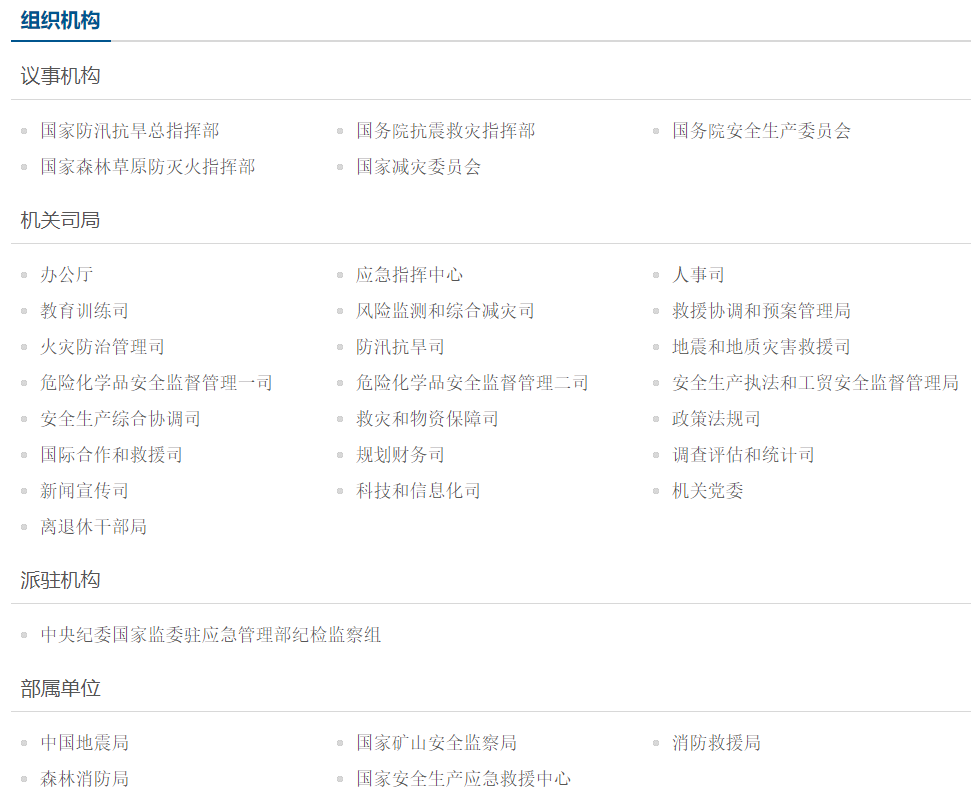 组织机构
议事机构
国家防汛抗旱总指挥部 国务院抗震救灾指挥部 国务院安全生产委员会
国家森林草原防灭火指挥部 国家减灾委员会
机关司局
办公厅 应急指挥中心 人事司
教育训练司 风险监测和综合减灾司 救援协调和预案管理局
火灾防治管理司 防汛抗旱司 地震和地质灾害救援司
危险化学品安全监督管理一司 危险化学品安全监督管理二司 安全生产执法和工贸安全监督管理局
安全生产综合协调司 救灾和物资保障司 政策法规司
国际合作和救援司 规划财务司 调查评估和统计司
新闻宣传司 科技和信息化司 机关党委
离退休干部局
派驻机构
中央纪委国家监委驻应急管理部纪检监察组
部属单位
中国地震局 国家矿山安全监察局 消防救援局
森林消防局 国家安全生产应急救援中心